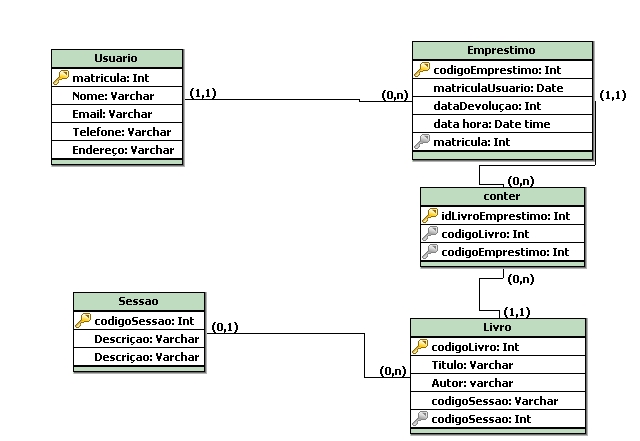 Usuario
matricula: Int
Nome: Varchar
Email: Varchar
Telefone: Varchar
Endereço: Varchar
(1,1)
(0,n)
Emprestimo
codigoEmprestimo: Int
matriculaUsuario: Date
dataDevoluçao: Int
data hora: Date time
matricula: Int
(1,1)
(0,n)
conter
idLivroEmprestimo: Int
codigoLivro: Int
codigoEmprestimo: Int
(0,n)
(1,1)
Sessao
codigoSessao: Int
Descriçao: Varchar
Descriçao: Varchar
(0,1)
(0,n)
Livro
codigoLivro: Int
Titulo: Varchar
Autor: varchar
codigoSessao: Varchar
codigoSessao: Int